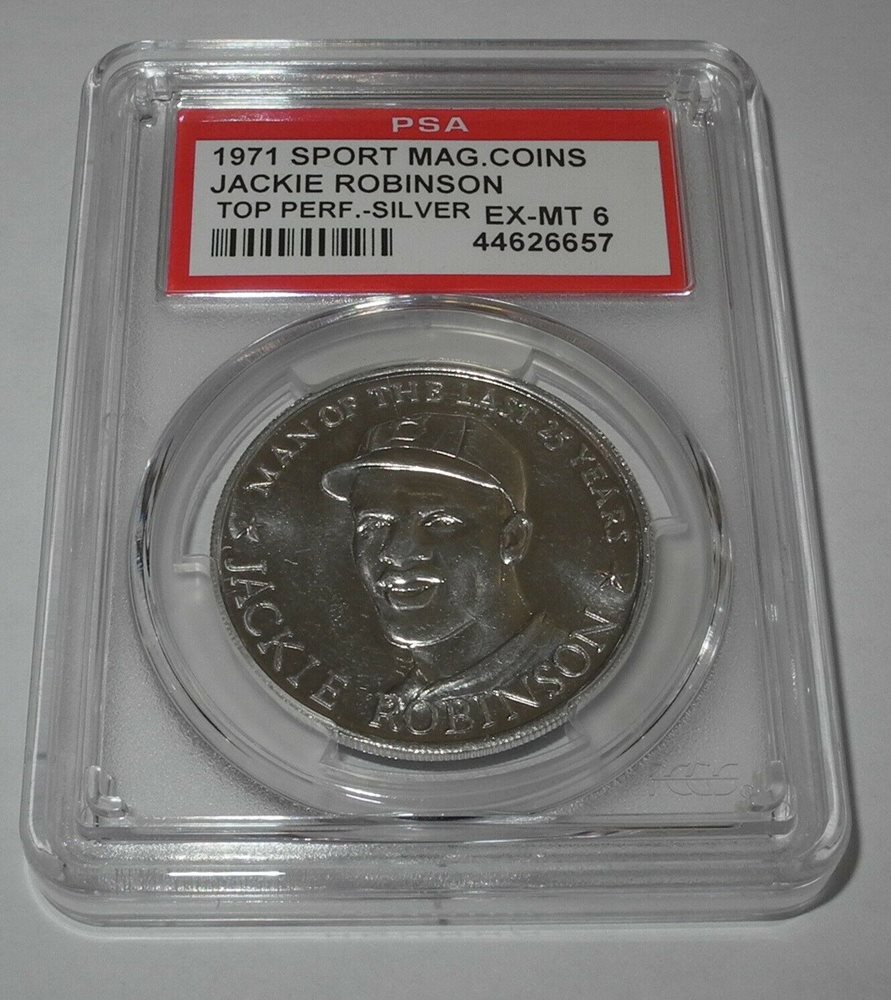 PSA
1971 SPORT MAG.COINS
JACKIE ROBINSON
TOP PERF.-SILVER EX-MT 6
44626657
MAN OF THE LAST 25 YEARS
JACKIE ROBINSON
PCGS